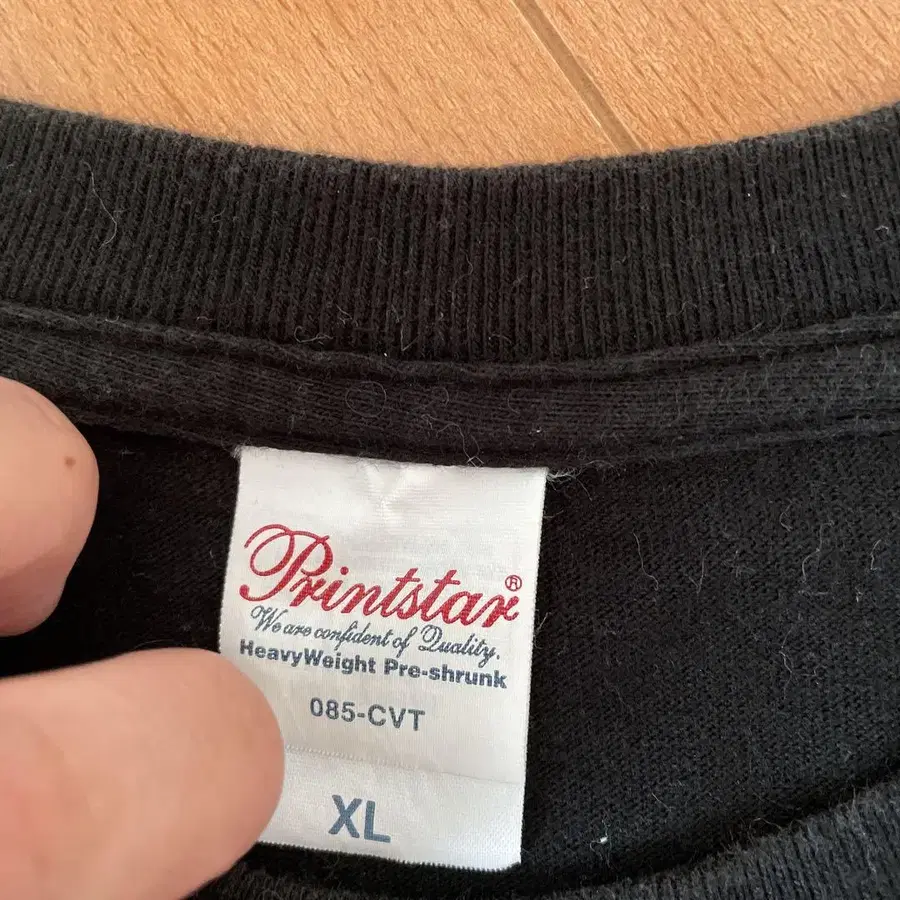 Printstar®
We are confident of Quality.
HeavyWeight Pre-shrunk
085-CVT
XL